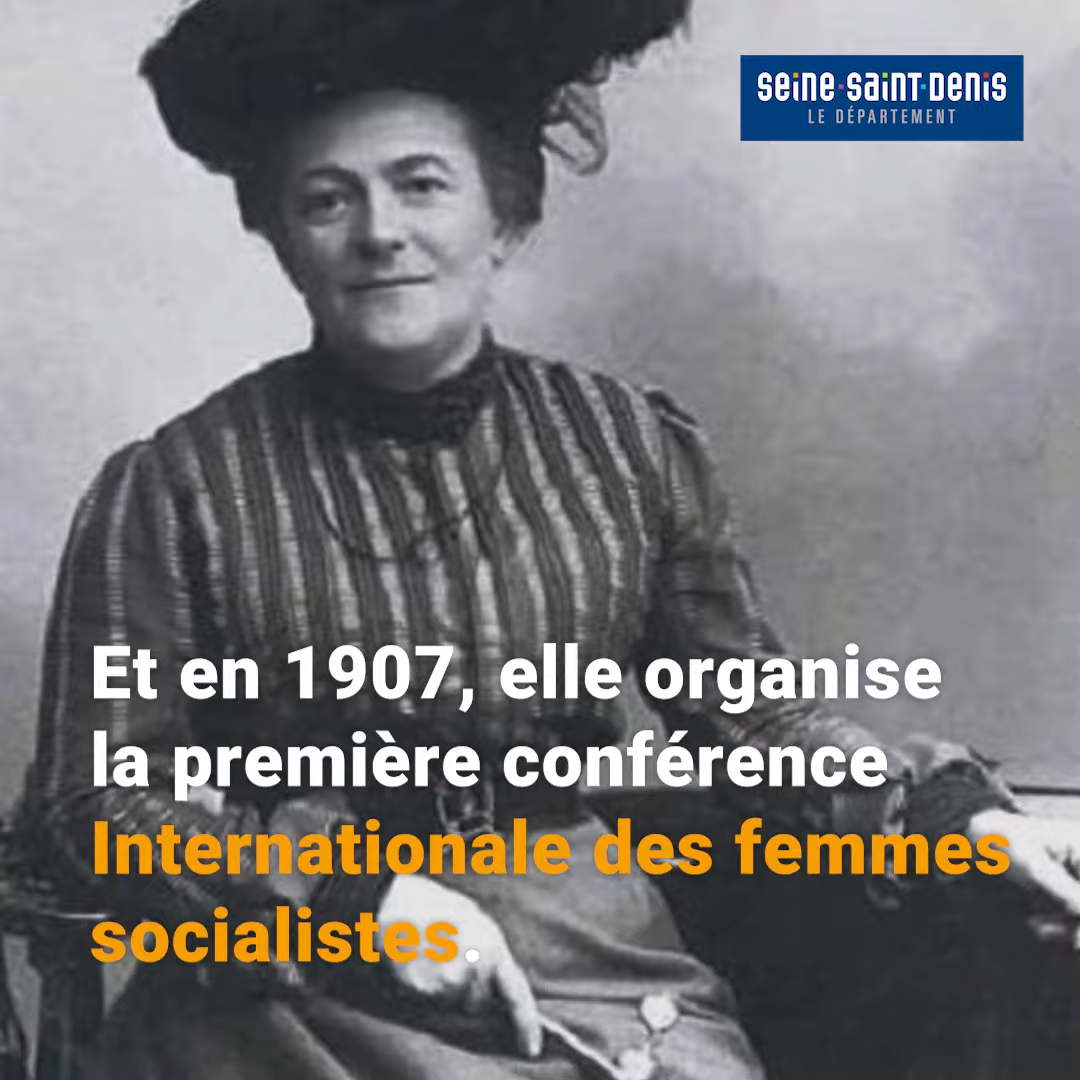 Seine-Saint-Denis
LE DÉPARTEMENT
Et en 1907, elle organise
la première conférence
Internationale des femmes
socialistes.